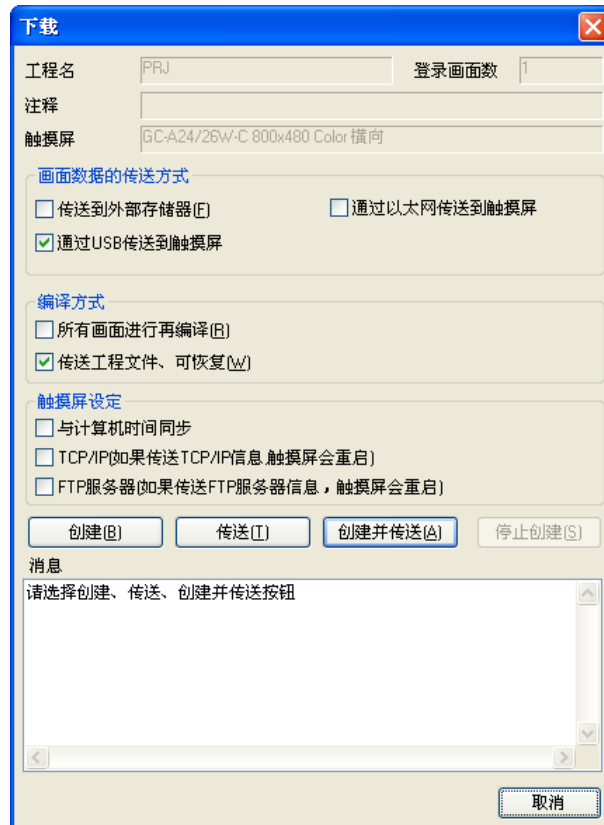 下载
工程名 PRJ 登录画面数 1
注释
触摸屏 GC-A24/26W-C 800x480 Color 横向
画面数据的传送方式
传送到外部存储器(F) 通过以太网传送到触摸屏
通过USB传送到触摸屏
编译方式
所有画面进行再编译(R)
传送工程文件、可恢复(W)
触摸屏设定
与计算机时间同步
TCP/IP(如果传送TCP/IP信息,触摸屏会重启)
FTP服务器(如果传送FTP服务器信息，触摸屏会重启)
创建(B) 传送(T) 创建并传送(A) 停止创建(S)
消息
请选择创建、传送、创建并传送按钮
取消